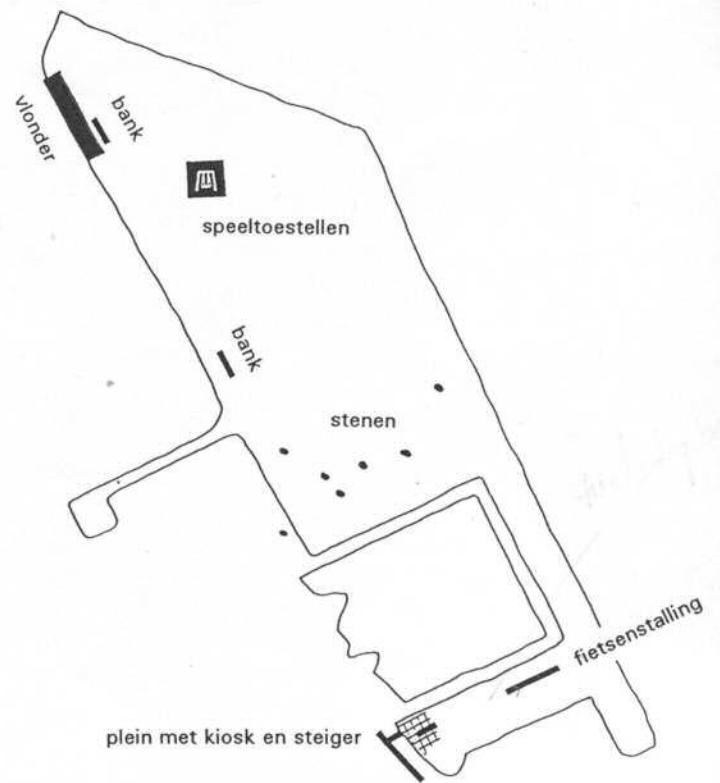 vlonder
bank
speeltoestellen
bank
stenen
fietsenstalling
plein met kiosk en steiger